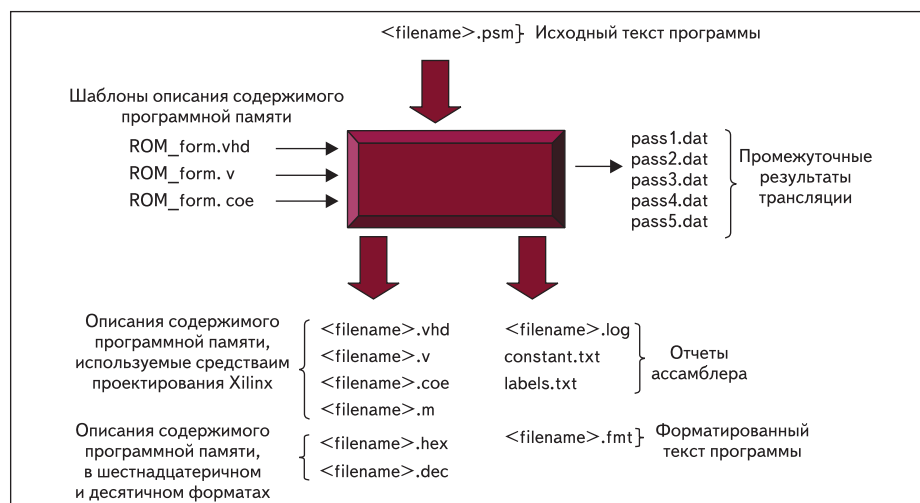 <filename>.psm} Исходный текст программы
Шаблоны описания содержимого
программной памяти
ROM_form.vhd
ROM_form. v
ROM_form. coe
pass1.dat
pass2.dat
pass3.dat
pass4.dat
pass5.dat
Промежуточные
результаты
трансляции
Описания содержимого
программной памяти,
используемые средстваим
проектирования Xilinx
<filename>.vhd
<filename>.v
<filename>.coe
<filename>.m
<filename>.log
constant.txt
labels.txt
Отчеты
ассамблера
Описания содержимого
программной памяти,
в шестнадцатеричном
и десятичном форматах
<filename>.hex
<filename>.dec
<filename>.fmt} Форматированный
текст программы